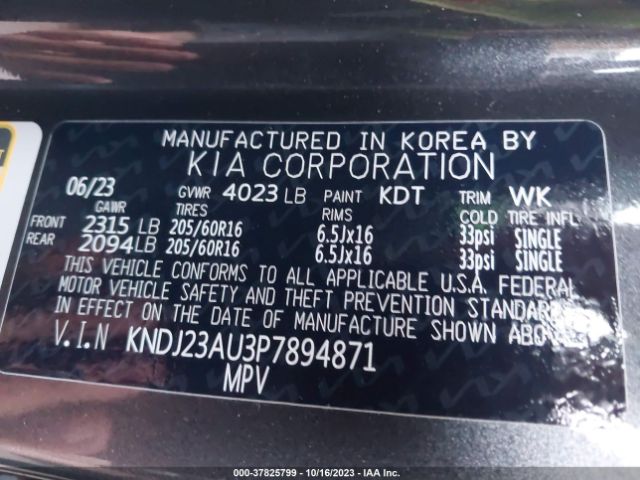 MANUFACTURED IN KOREA BY
KIA CORPORATION
06/23 GVWR 4023 LB PAINT KDT TRIM WK
GAWR TIRES RIMS COLD TIRE INFL
FRONT 2315 LB 205/60R16 6.5Jx16 33psi SINGLE
REAR 2094 LB 205/60R16 6.5Jx16 33psi SINGLE
THIS VEHICLE CONFORMS TO ALL APPLICABLE U.S.A. FEDERAL
MOTOR VEHICLE SAFETY AND THEFT PREVENTION STANDARD
IN EFFECT ON THE DATE OF MANUFACTURE SHOWN ABOVE
V.I.N KNDJ23AU3P7894871
MPV
000-37825799 - 10/16/2023 - IAA Inc.